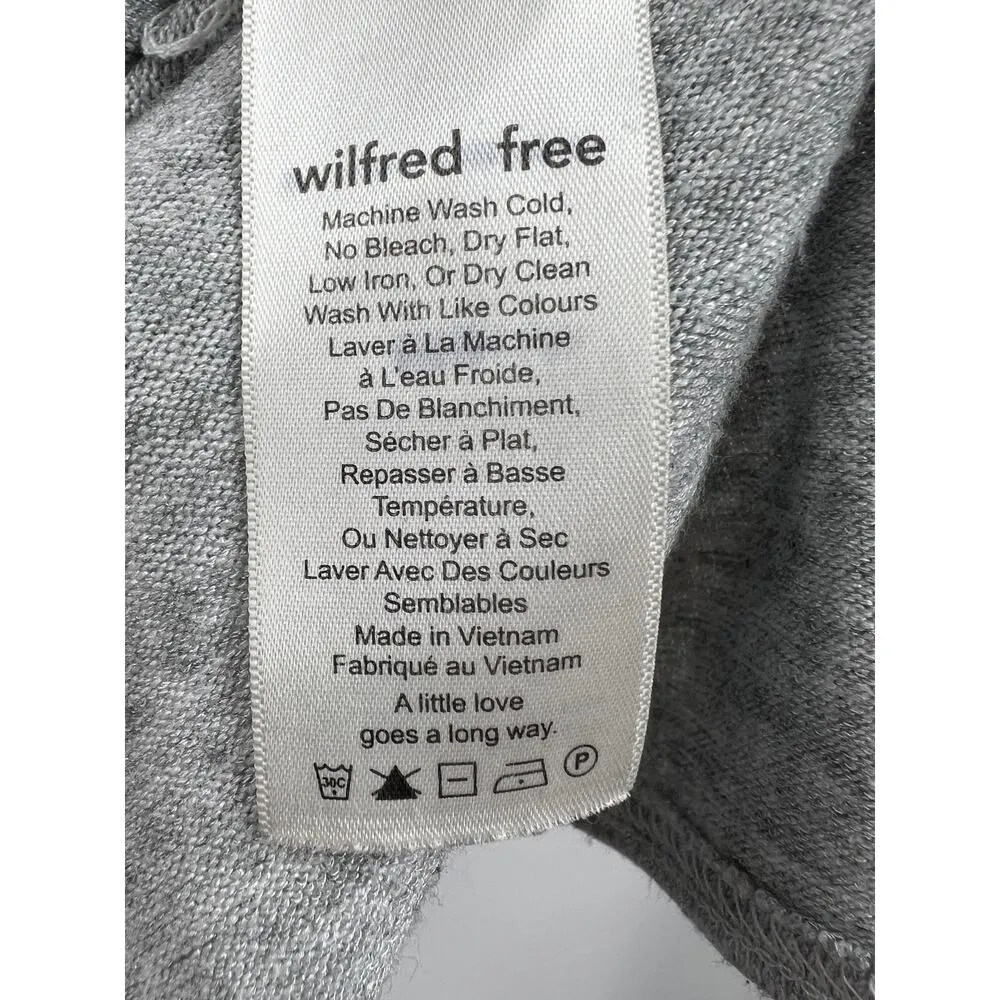 wilfred free
Machine Wash Cold,
No Bleach, Dry Flat,
Low Iron, Or Dry Clean
Wash With Like Colours
Laver à La Machine
à L'eau Froide,
Pas De Blanchiment,
Sécher à Plat,
Repasser à Basse
Température,
Ou Nettoyer à Sec
Laver Avec Des Couleurs
Semblables
Made in Vietnam
Fabriqué au Vietnam
A little love
goes a long way.
30C P